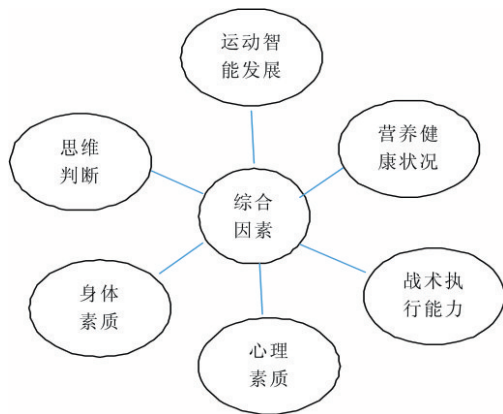 运动智
能发展
思维
判断
营养健
康状况
综合
因素
身体
素质
战术执
行能力
心理
素质